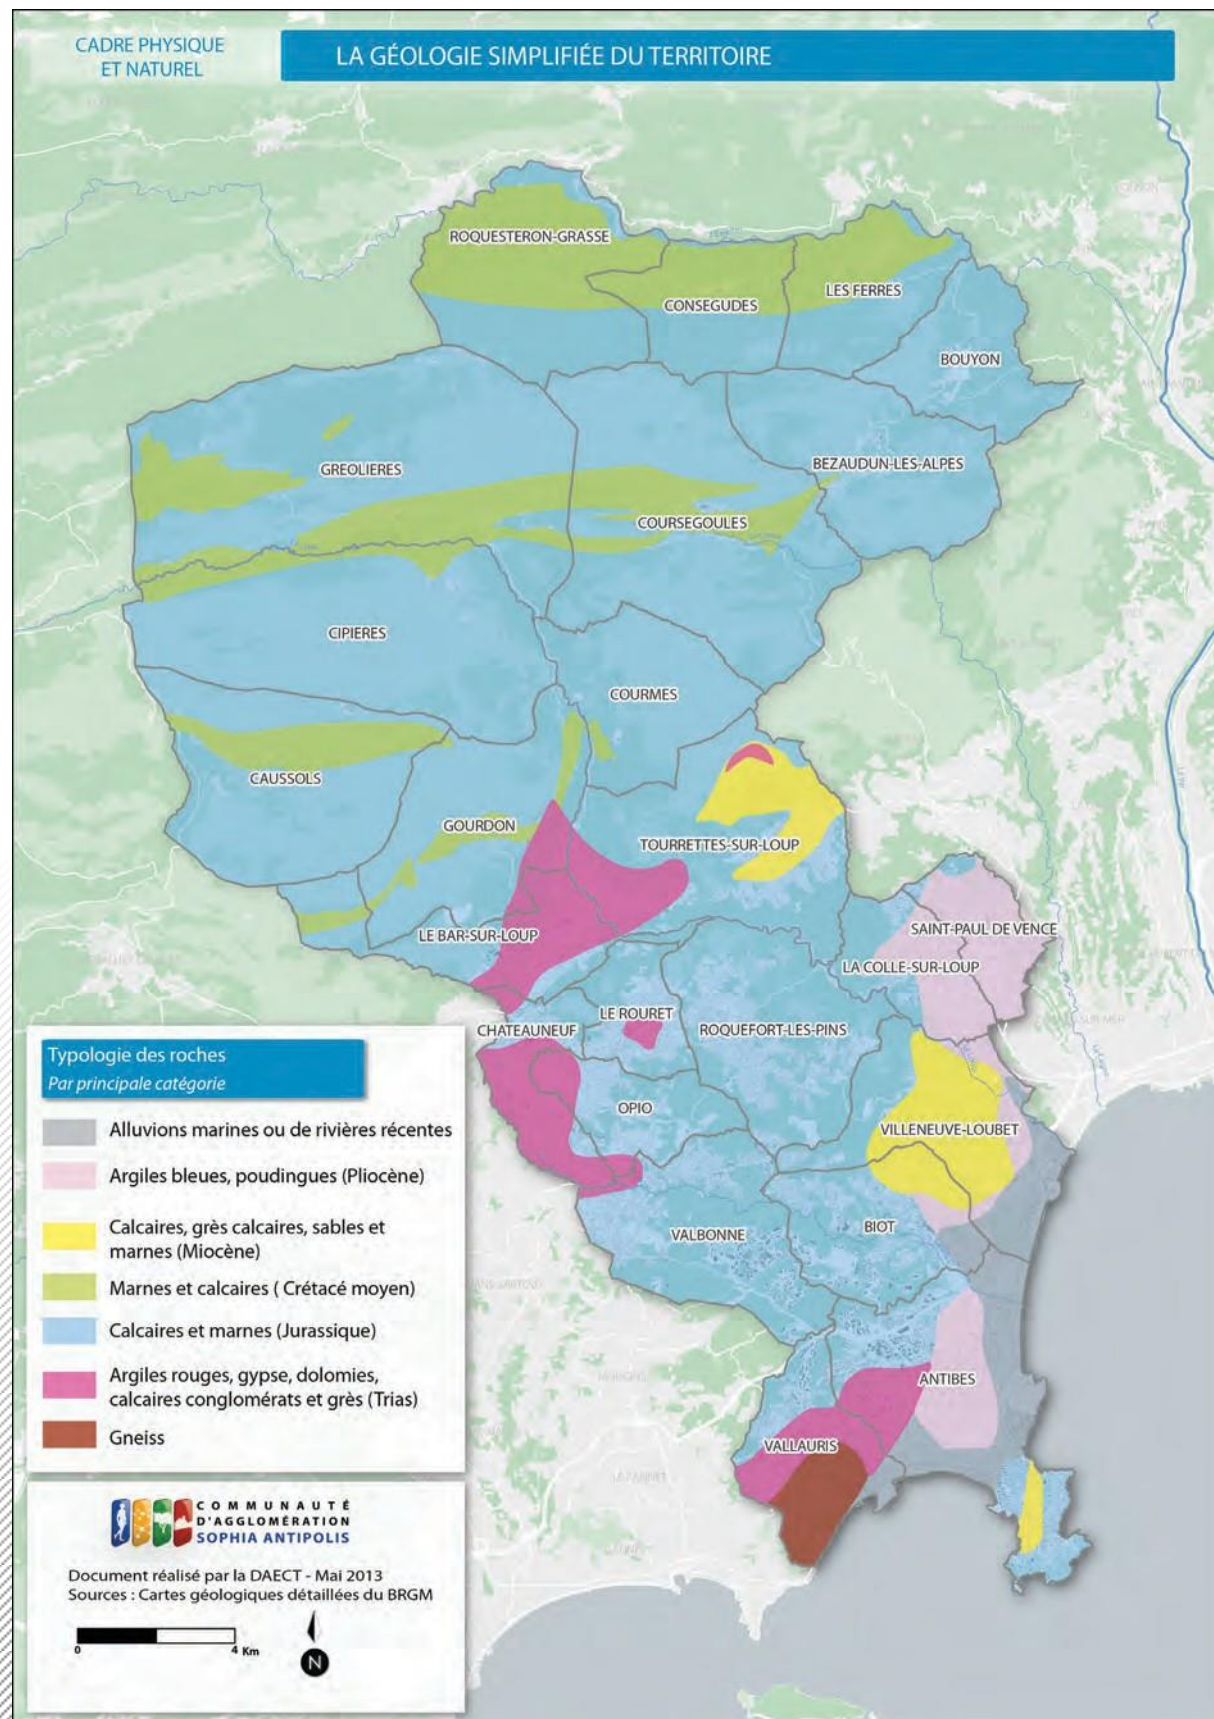 CADRE PHYSIQUE
ET NATUREL
LA GÉOLOGIE SIMPLIFIÉE DU TERRITOIRE
ROQUESTERON-GRASSE
CONSEGUDES
LES FERRES
BOUYON
GREOLIERES
BEZAUDUN-LES-ALPES
COURSEGOULES
CIPIERES
COURMES
CAUSSOLS
GOURDON
TOURRETTES-SUR-LOUP
LE BAR-SUR-LOUP
SAINT-PAUL DE VENCE
LA COLLE-SUR-LOUP
CHATEAUNEUF
LE ROURET
ROQUEFORT-LES-PINS
OPIO
VILLENEUVE-LOUBET
VALBONNE
BIOT
ANTIBES
VALLAURIS
Typologie des roches
Par principale catégorie
Alluvions marines ou de rivières récentes
Argiles bleues, poudingues (Pliocène)
Calcaires, grès calcaires, sables et
marnes (Miocène)
Marnes et calcaires ( Crétacé moyen)
Calcaires et marnes (Jurassique)
Argiles rouges, gypse, dolomies,
calcaires conglomérats et grès (Trias)
Gneiss
COMMUNAUTÉ
D'AGGLOMÉRATION
SOPHIA ANTIPOLIS
Document réalisé par la DAECT - Mai 2013
Sources : Cartes géologiques détaillées du BRGM
0 4 Km
N